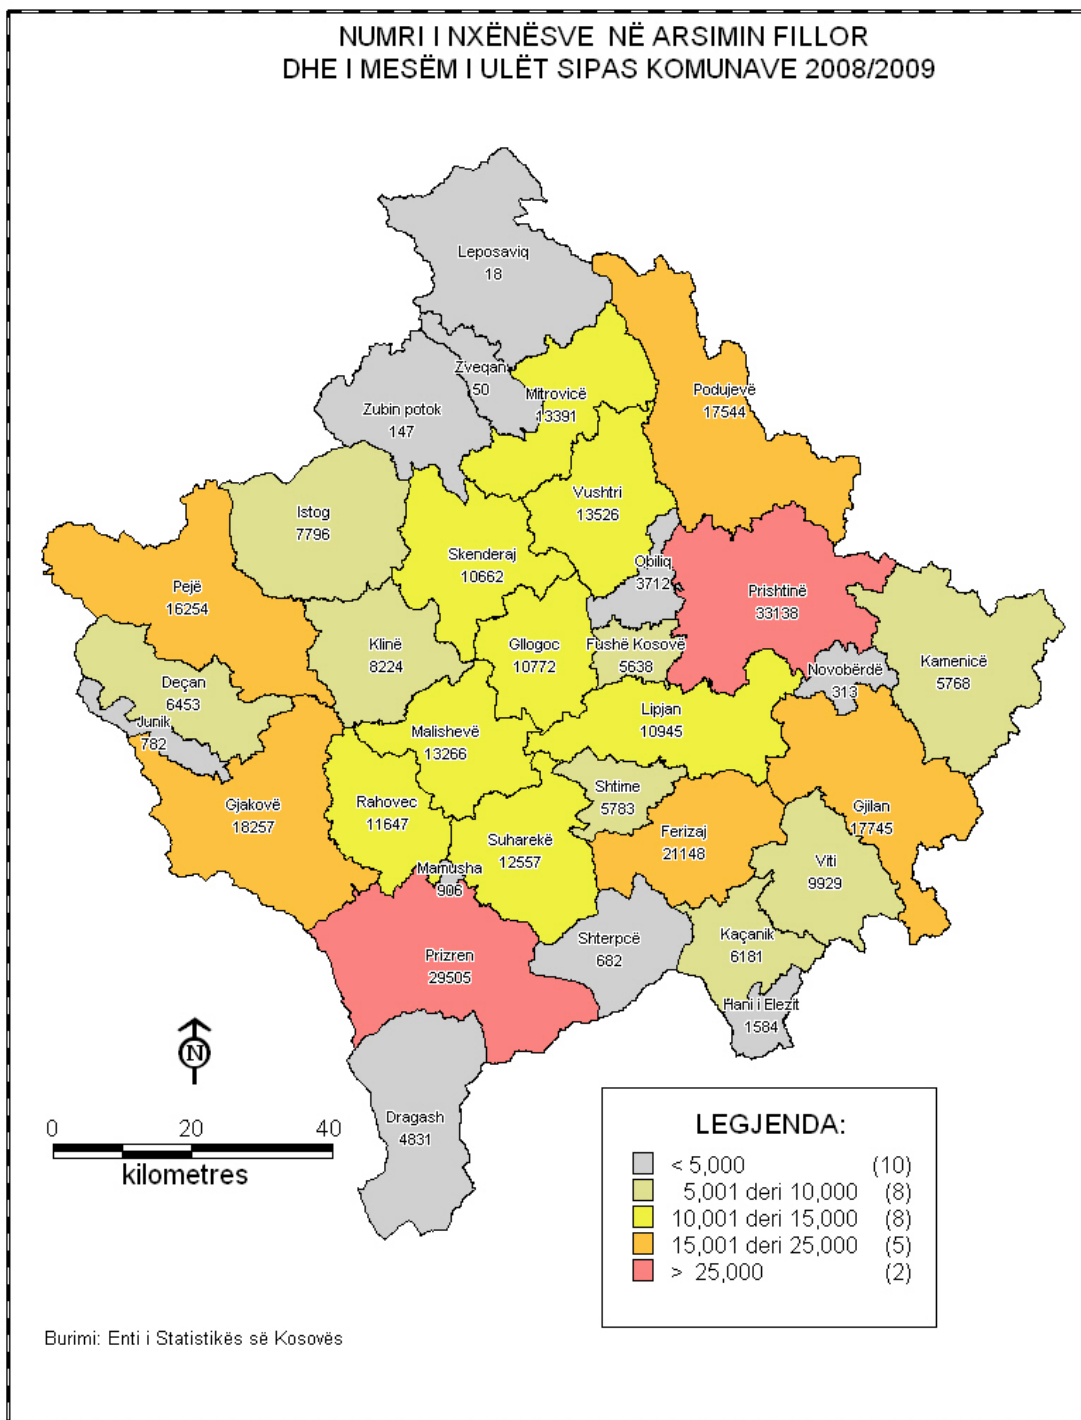 NUMRI I NXËNËSVE NË ARSIMIN FILLOR
DHE I MESËM I ULËT SIPAS KOMUNAVE 2008/2009
Leposaviq
18
Zveqan
50
Mitrovicë
13391
Podujevë
17544
Zubin potok
147
Vushtri
13526
Istog
7796
Skenderaj
10662
Obiliq
3712
Pejë
16254
Prishtinë
33138
Klinë
8224
Gllogoc
10772
Fushë Kosovë
5638
Novobërdë
313
Kamenicë
5768
Deçan
6453
Junik
782
Malishevë
13266
Lipjan
10945
Gjakovë
18257
Rahovec
11647
Shtime
5783
Gjilan
17745
Suharekë
12557
Ferizaj
21148
Viti
9929
Mamusha
906
Prizren
29505
Shterpcë
682
Kaçanik
6181
Hani i Elezit
1584
N
Dragash
4831
0 20 40
kilometres
LEGJENDA:
< 5,000 (10)
5,001 deri 10,000 (8)
10,001 deri 15,000 (8)
15,001 deri 25,000 (5)
> 25,000 (2)
Burimi: Enti i Statistikës së Kosovës